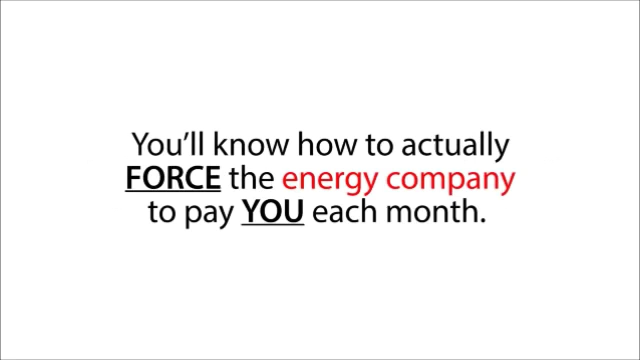 You'll know how to actually
FORCE the energy company
to pay YOU each month.